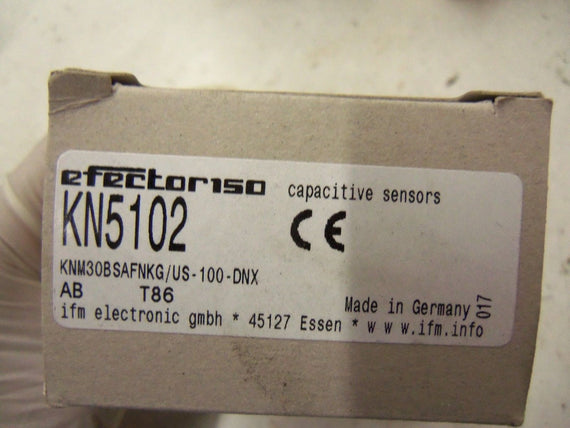 efector150 capacitive sensors
KN5102 CE
KNM30BSAFNKG/US-100-DNX
AB T86
Made in Germany 017
ifm electronic gmbh * 45127 Essen * w w w.ifm.info